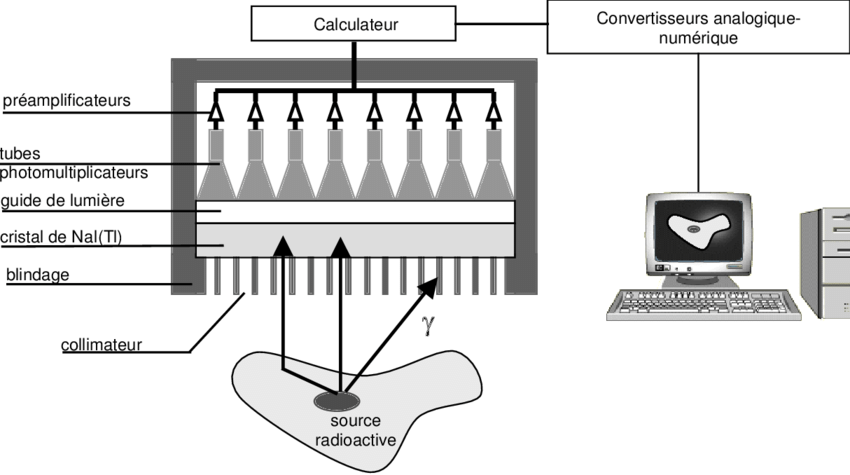 Calculateur
Convertisseurs analogique-
numérique
préamplificateurs
tubes
photomultiplicateurs
guide de lumière
cristal de NaI(Tl)
blindage
collimateur
γ
source
radioactive